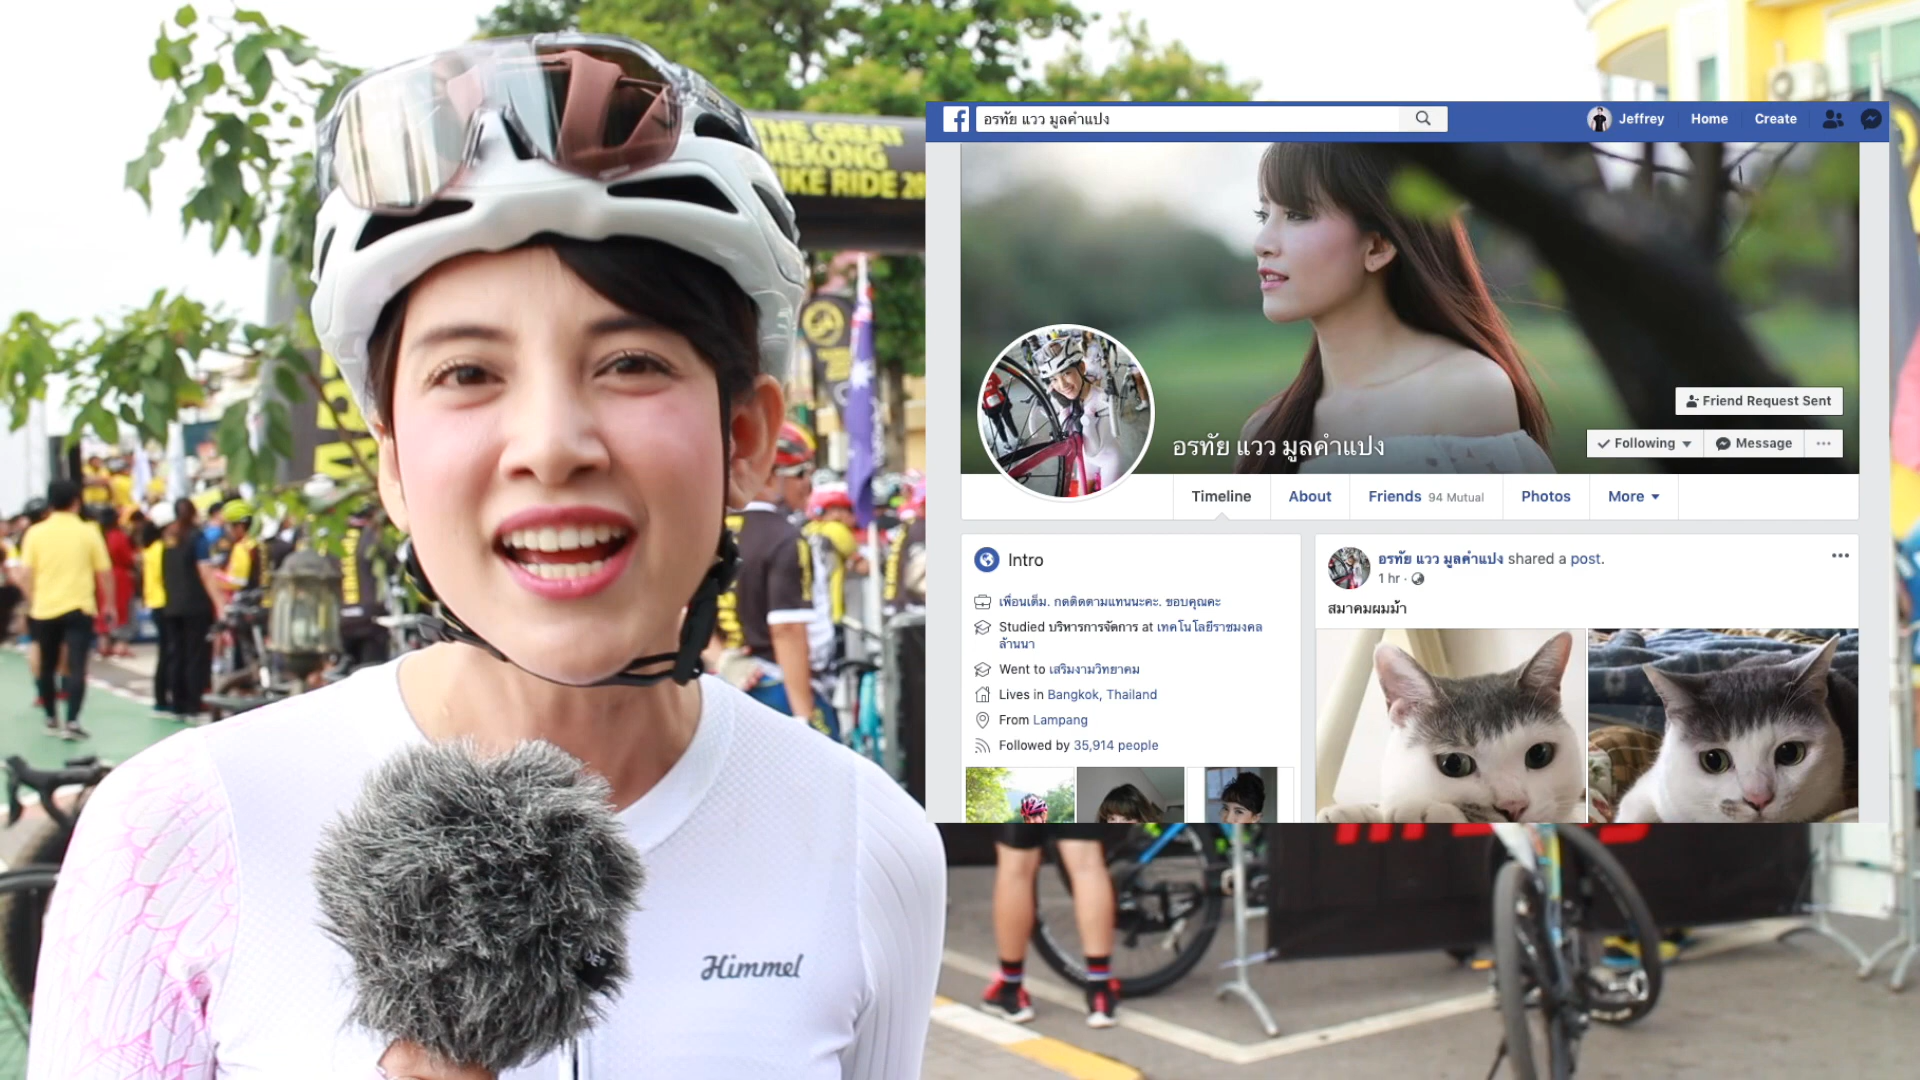 THE GREAT
MEKONG
BIKE RIDE 20
อรทัย แวว มูลคำแปง
Jeffrey
Home
Create
Friend Request Sent
Following
Message
อรทัย แวว มูลคำแปง
Timeline
About
Friends 94 Mutual
Photos
More
Intro
เพื่อนเต็ม. กดติดตามแทนนะคะ. ขอบคุณคะ
Studied บริหารการจัดการ at เทคโนโลยีราชมงคล
ล้านนา
Went to เสริมงามวิทยาคม
Lives in Bangkok, Thailand
From Lampang
Followed by 35,914 people
อรทัย แวว มูลคำแปง shared a post.
1 hr
สมาคมผมม้า
Himmel